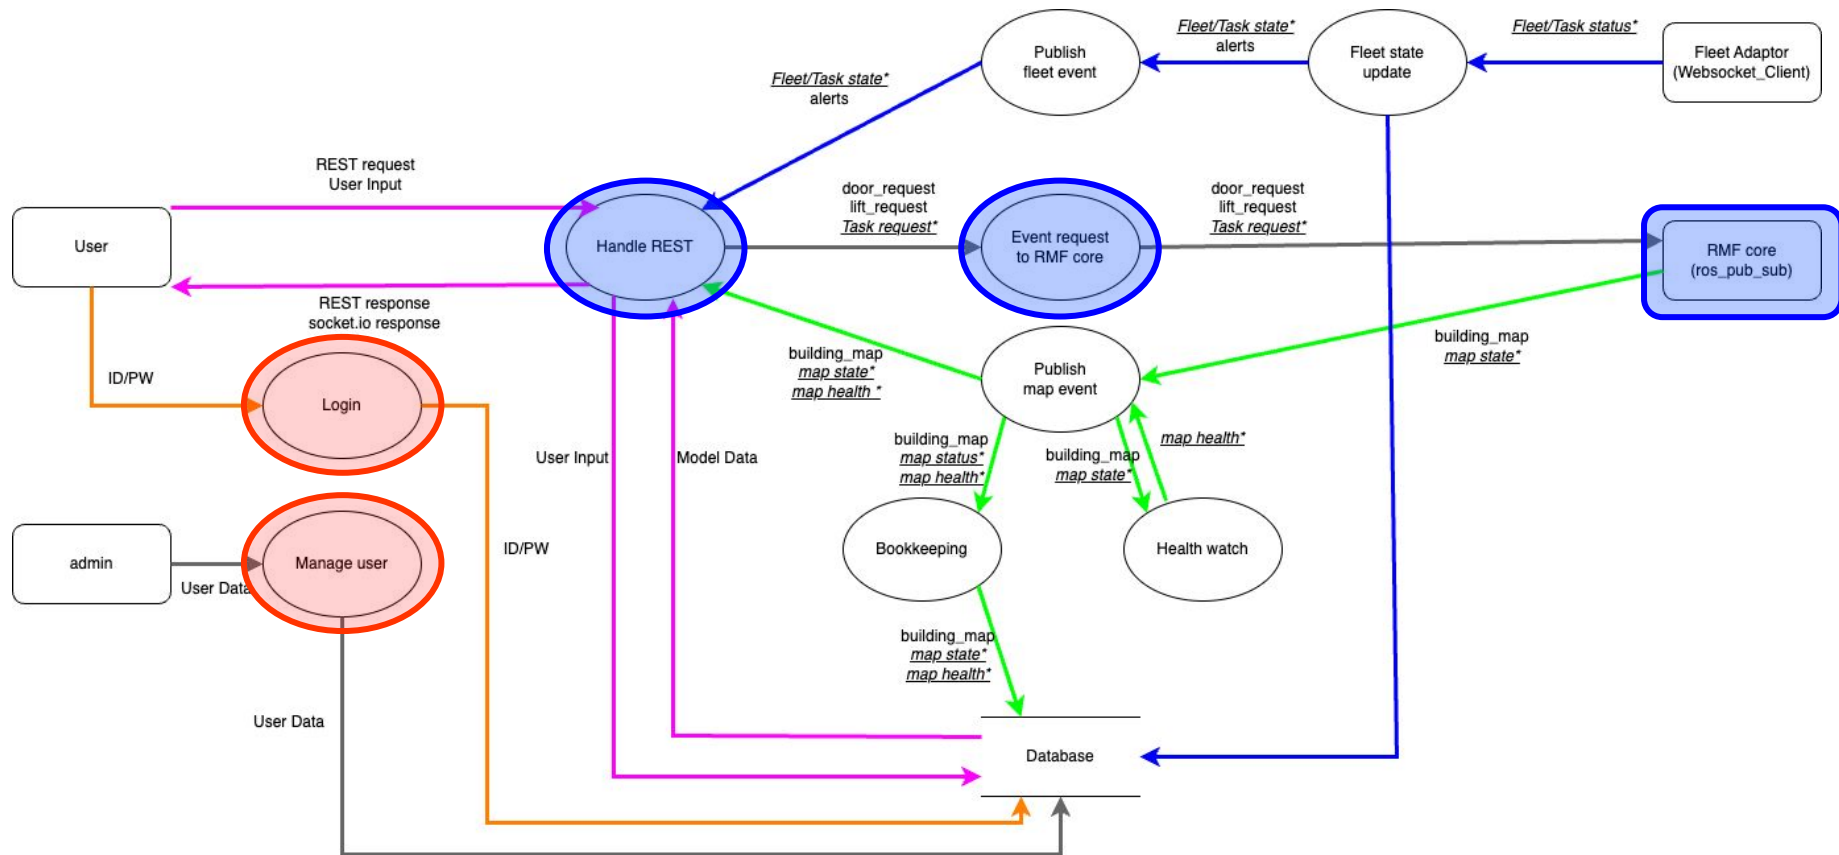 Fleet/Task state*
alerts
Publish
fleet event
Fleet/Task state*
alerts
Fleet state
update
Fleet/Task status*
Fleet Adaptor
(Websocket_Client)
REST request
User Input
User
Handle REST
door_request
lift_request
Task request*
Event request
to RMF core
door_request
lift_request
Task request*
RMF core
(ros_pub_sub)
REST response
socket.io response
building_map
map state*
map health *
Publish
map event
building_map
map state*
ID/PW
Login
User Input
Model Data
building_map
map status*
map health*
building_map
map state*
map health*
admin
User Data
Manage user
ID/PW
Bookkeeping
Health watch
building_map
map state*
map health*
User Data
Database